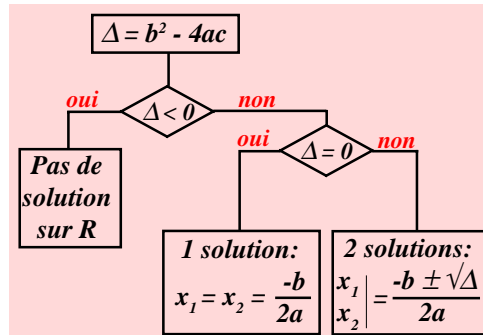 Δ = b² - 4ac
oui
Δ < 0
non
Pas de
solution
sur R
oui
Δ = 0
non
1 solution:
x₁ = x₂ = -b/2a
2 solutions:
x₁
x₂ | = -b ± √Δ / 2a